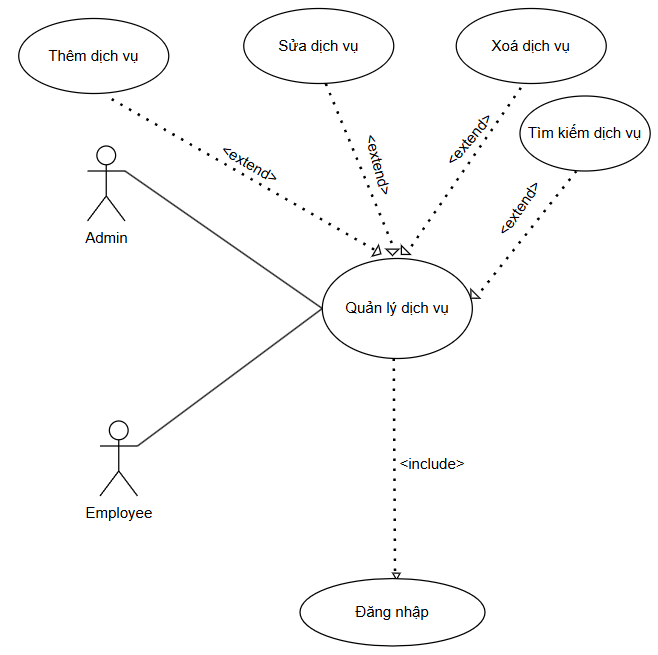 Thêm dịch vụ
Sửa dịch vụ
Xoá dịch vụ
Tìm kiếm dịch vụ
<extend>
<extend>
<extend>
<extend>
Admin
Quản lý dịch vụ
<include>
Employee
Đăng nhập